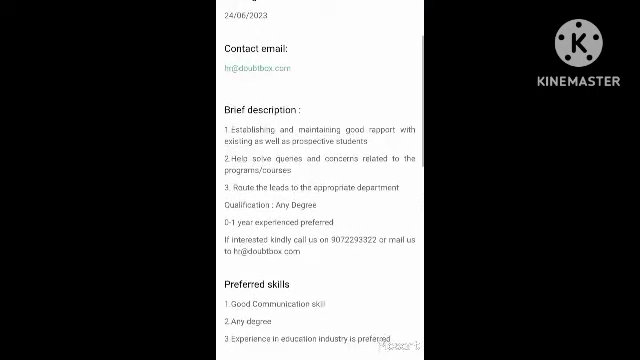 24/06/2023
Contact email:
hr@doubtbox.com
Brief description :
1.Establishing and maintaining good rapport with
existing as well as prospective students
2.Help solve queries and concerns related to the
programs/courses
3. Route the leads to the appropriate department
Qualification : Any Degree
0-1 year experienced preferred
If interested kindly call us on 9072293322 or mail us
to hr@doubtbox.com
Preferred skills
1.Good Communication skill
2.Any degree
3.Experience in education industry is preferred
Picsart
K
KINEMASTER